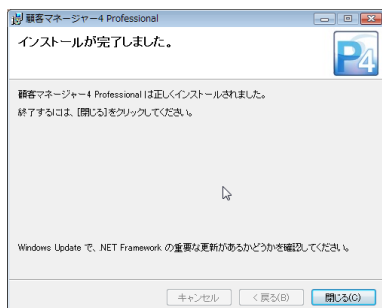 顧客マネージャー4 Professional
インストールが完了しました。
P4
顧客マネージャー4 Professional は正しくインストールされました。
終了するには、[閉じる]をクリックしてください。
Windows Update で、.NET Framework の重要な更新があるかどうかを確認してください。
キャンセル
< 戻る(B)
閉じる(C)